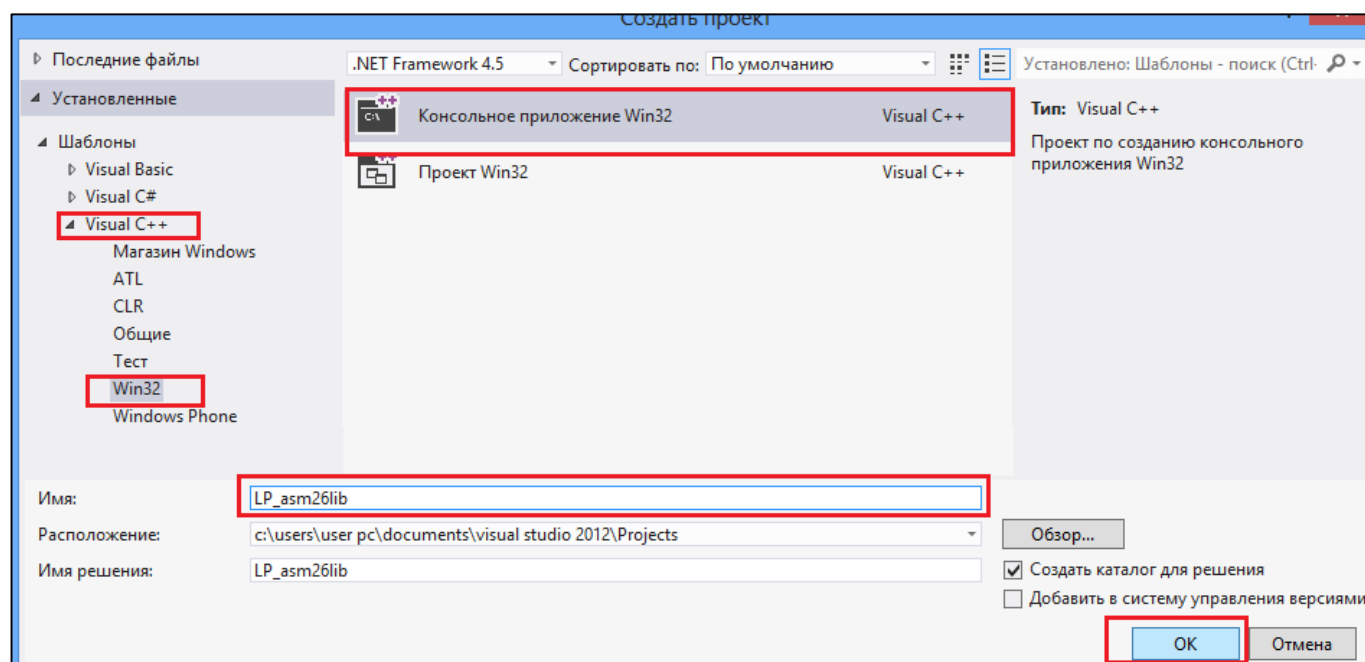 Создать проект
Последние файлы
.NET Framework 4.5 Сортировать по: По умолчанию
Установлено: Шаблоны - поиск (Ctrl-
Установленные
Шаблоны
Visual Basic
Visual C#
Visual C++
Магазин Windows
ATL
CLR
Общие
Тест
Win32
Windows Phone
C:\
Консольное приложение Win32 Visual C++
Проект Win32 Visual C++
Тип: Visual C++
Проект по созданию консольного
приложения Win32
Имя: LP_asm26lib
Расположение: c:\users\user pc\documents\visual studio 2012\Projects
Обзор...
Имя решения: LP_asm26lib
Создать каталог для решения
Добавить в систему управления версиями
OK Отмена